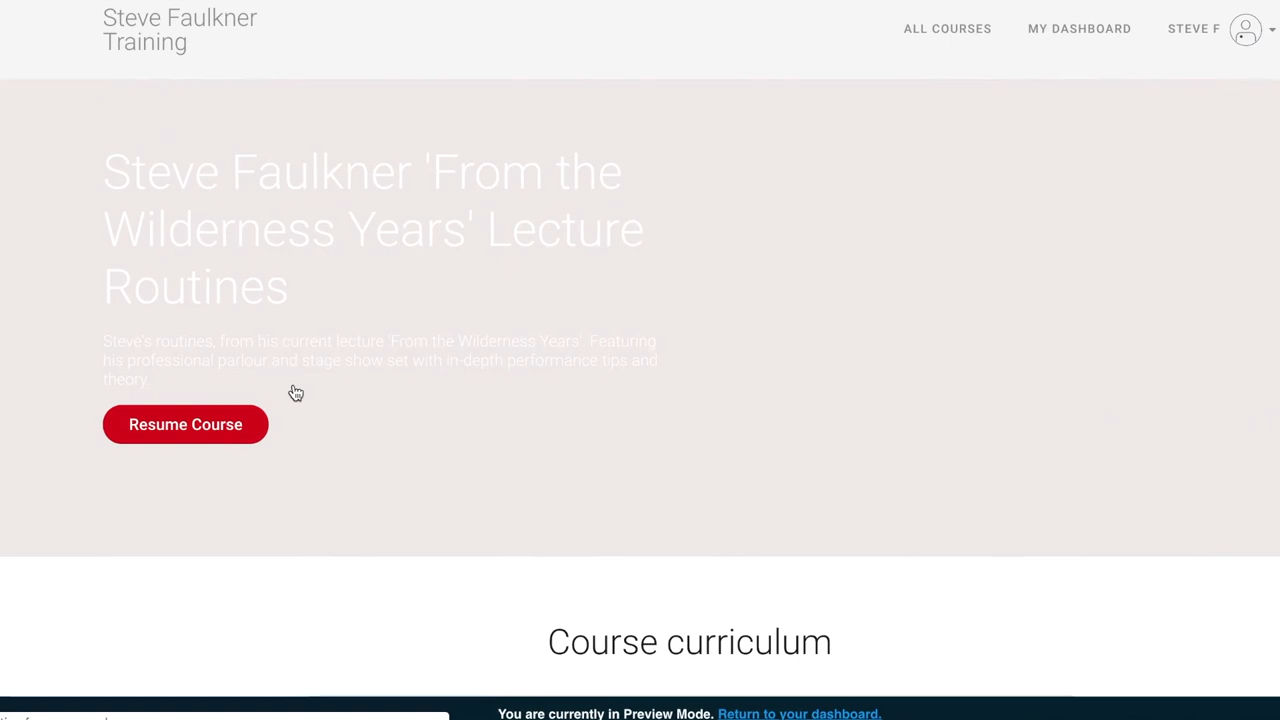 Steve Faulkner
Training
ALL COURSES
MY DASHBOARD
STEVE F
Steve Faulkner 'From the
Wilderness Years' Lecture
Routines
Steve's routines, from his current lecture 'From the Wilderness Years'. Featuring
his professional parlour and stage show set with in-depth performance tips and
theory.
Resume Course
Course curriculum
You are currently in Preview Mode. Return to your dashboard.